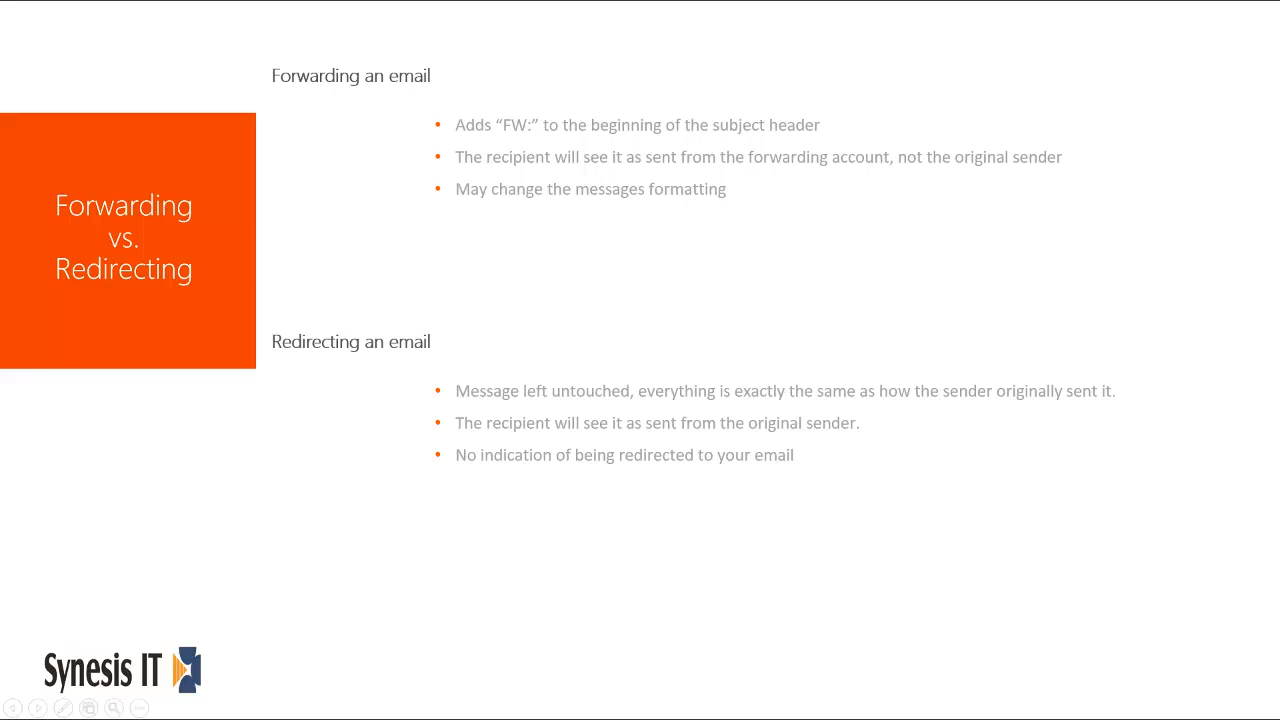 Forwarding an email
• Adds “FW:” to the beginning of the subject header
• The recipient will see it as sent from the forwarding account, not the original sender
• May change the messages formatting
Forwarding
vs.
Redirecting
Redirecting an email
• Message left untouched, everything is exactly the same as how the sender originally sent it.
• The recipient will see it as sent from the original sender.
• No indication of being redirected to your email
Synesis IT